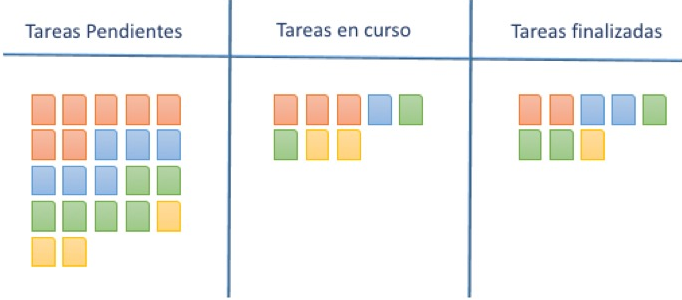 Tareas Pendientes
Tareas en curso
Tareas finalizadas